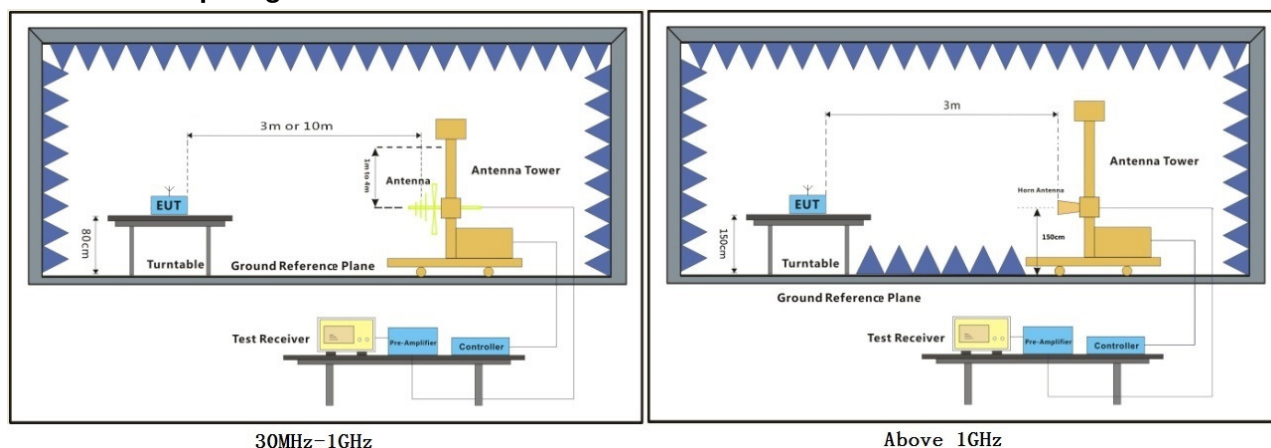 3m or 10m
1m to 4m
Antenna
Antenna Tower
EUT
80cm
Turntable
Ground Reference Plane
Test Receiver
Pre-Amplifier
Controller
30MHz-1GHz
3m
Antenna Tower
Horn Antenna
EUT
150cm
150cm
Turntable
Ground Reference Plane
Test Receiver
Pre-Amplifier
Controller
Above 1GHz